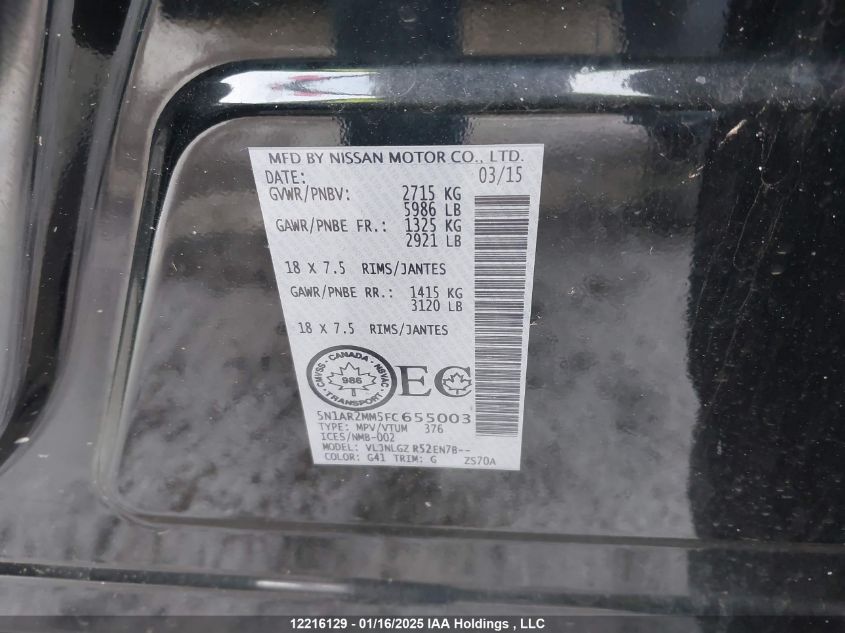 MFD BY NISSAN MOTOR CO., LTD.
DATE: 03/15
GVWR/PNBV: 2715 KG
5986 LB
GAWR/PNBE FR.: 1325 KG
2921 LB
18 X 7.5 RIMS/JANTES
GAWR/PNBE RR.: 1415 KG
3120 LB
18 X 7.5 RIMS/JANTES
CMVSS - CANADA - NSVAC
986
TRANSPORT
EC
5N1AR2MM5FC655003
TYPE: MPV/VTUM 376
ICES/NMB-002
MODEL: VL3NLGZ R52EN7B--
COLOR: G41 TRIM: G ZS70A
12216129 - 01/16/2025 IAA Holdings , LLC